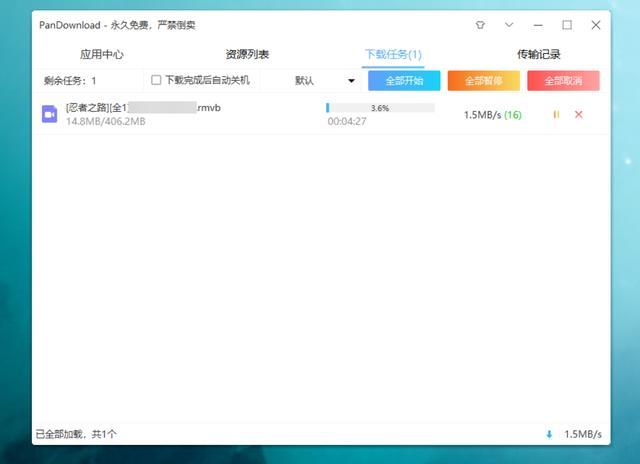 PanDownload - 永久免费，严禁倒卖
应用中心 资源列表 下载任务(1) 传输记录
剩余任务：1 下载完成后自动关机 默认 全部开始 全部暂停 全部取消
[忍者之路][全1 .rmvb 3.6% 1.5MB/s (16)
14.8MB/406.2MB 00:04:27
已全部加载，共1个 1.5MB/s